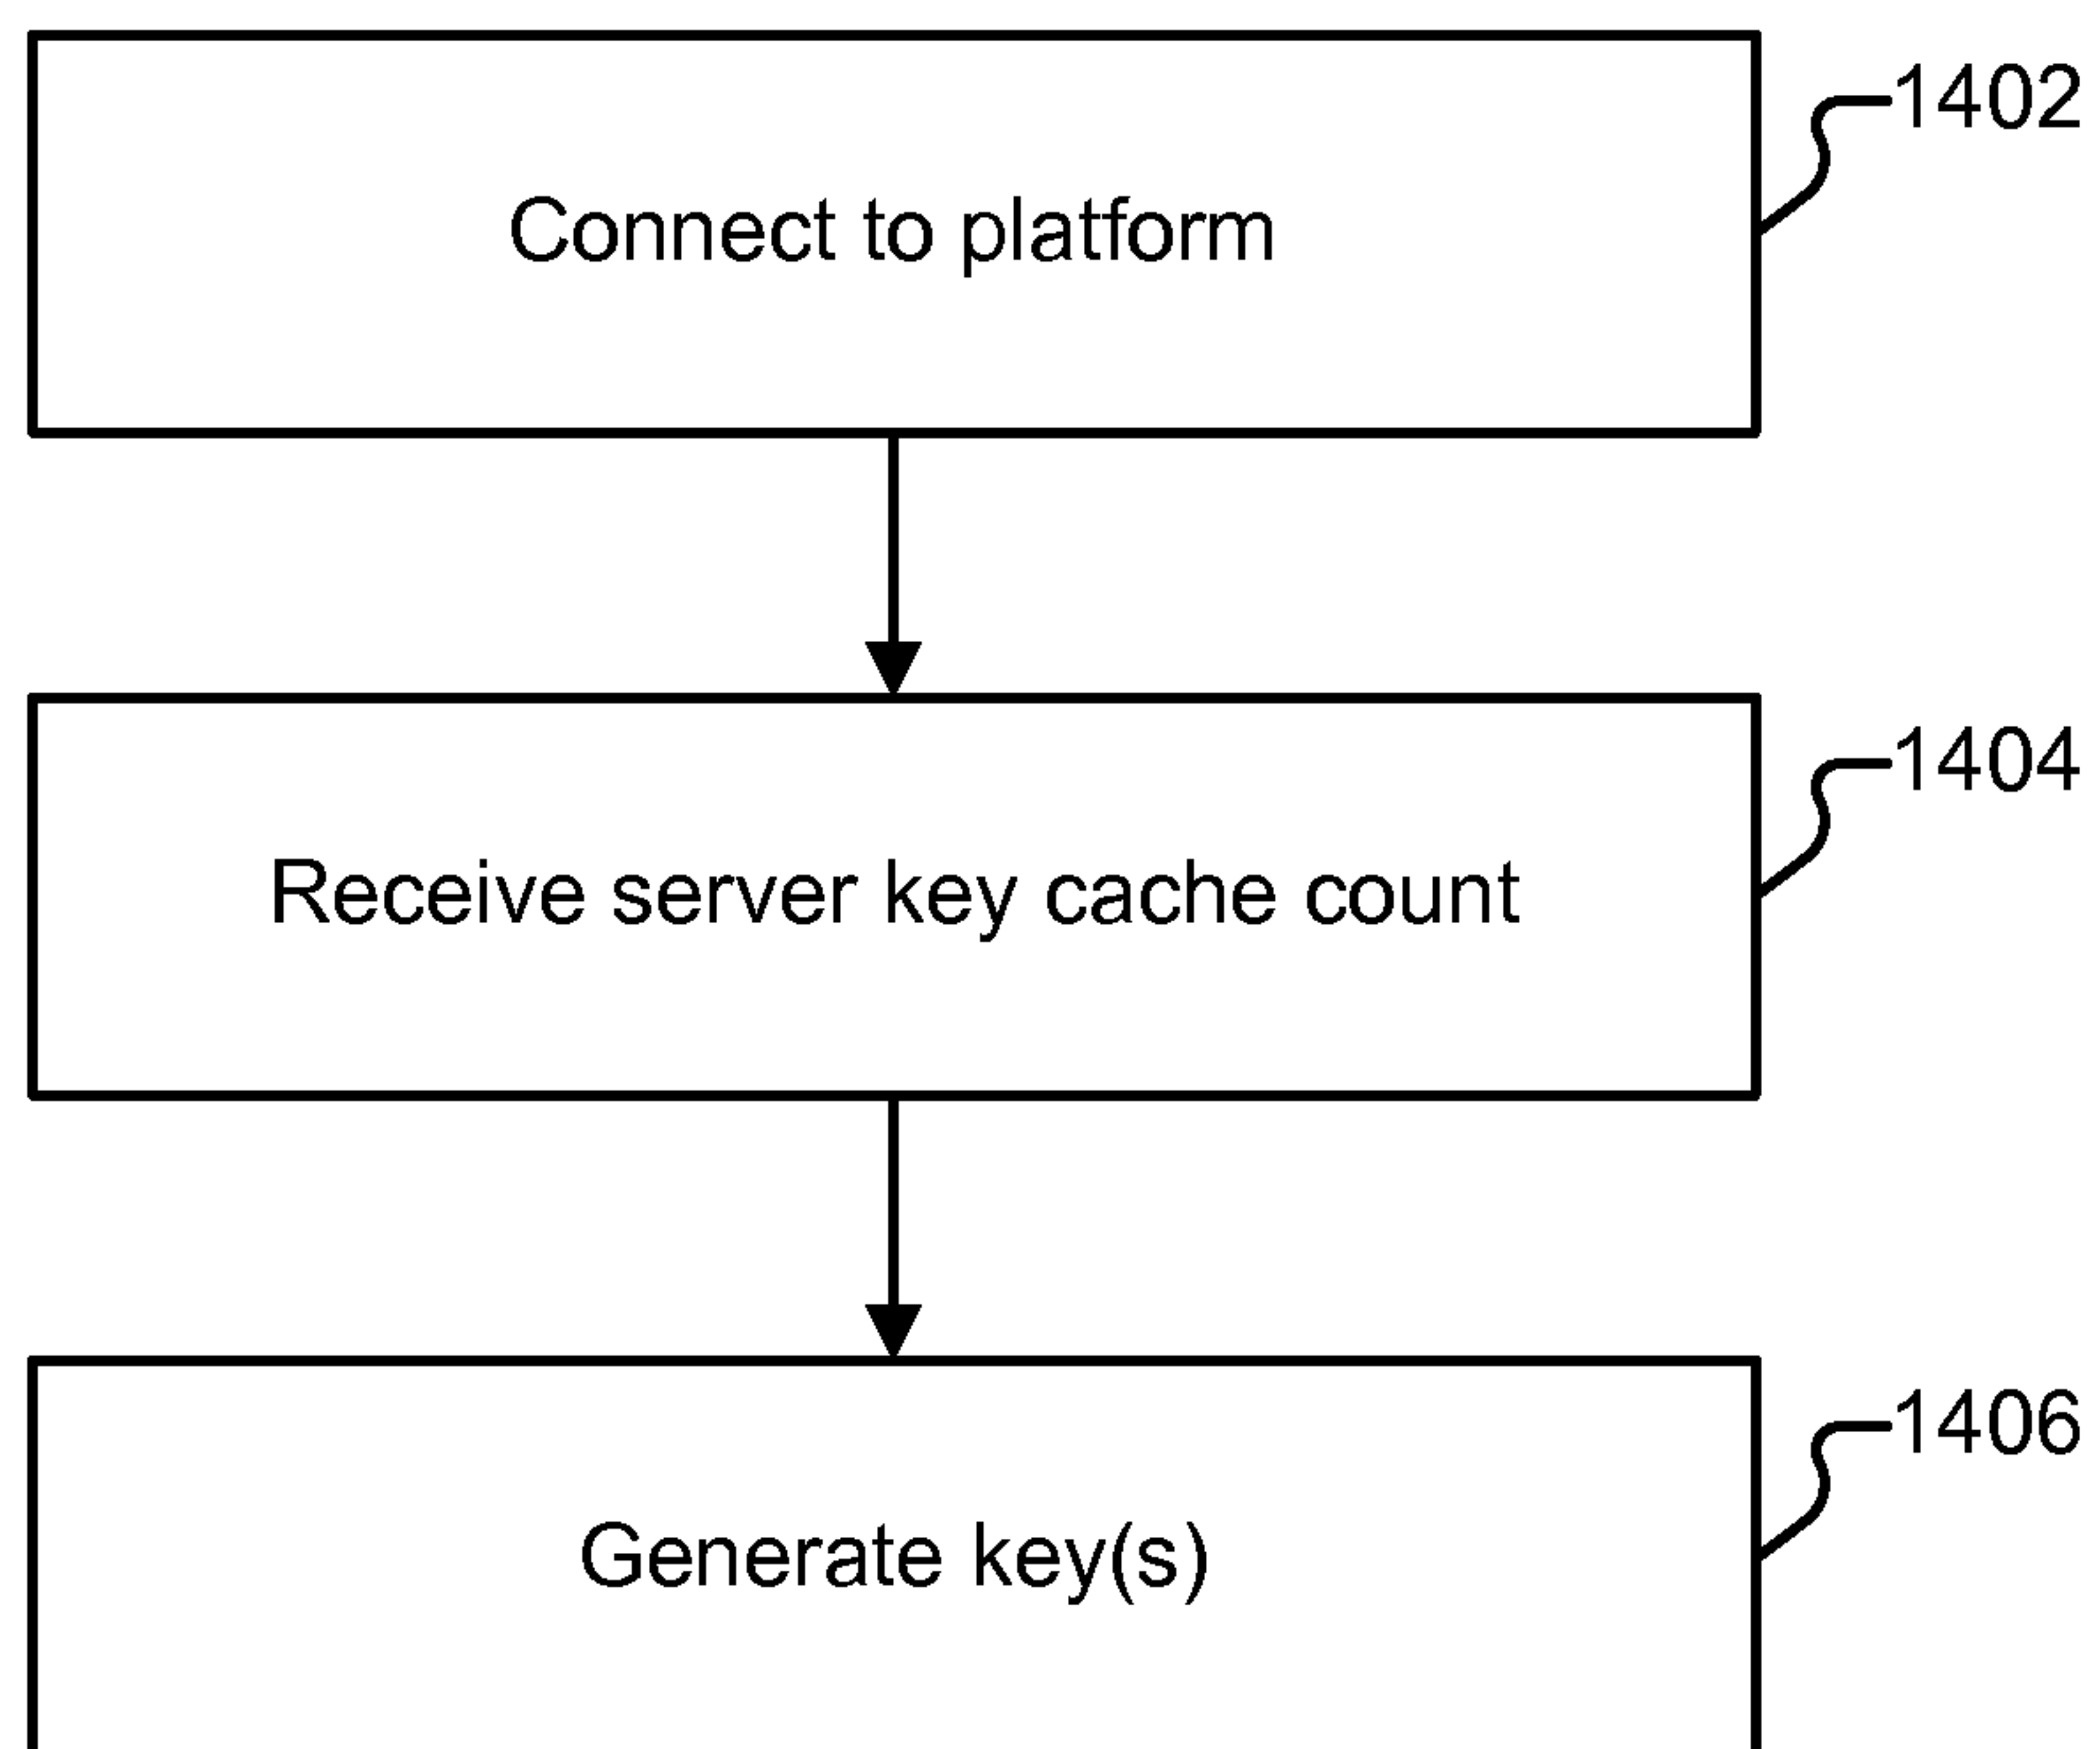 1402
Connect to platform
1404
Receive server key cache count
1406
Generate key(s)